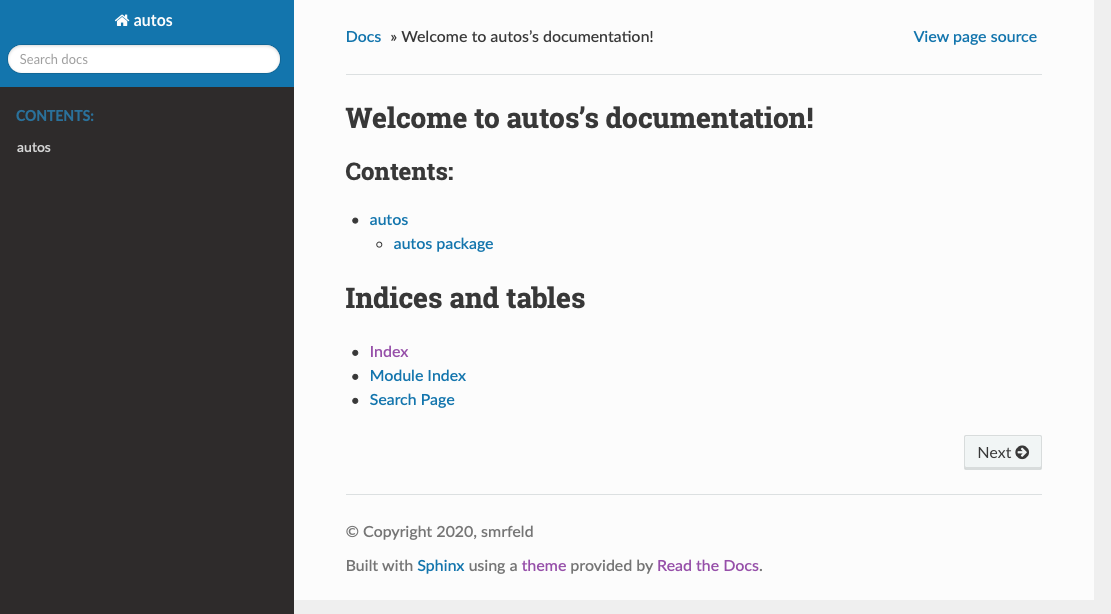 autos
Search docs
CONTENTS:
autos
Docs » Welcome to autos’s documentation!
View page source
Welcome to autos’s documentation!
Contents:
autos
autos package
Indices and tables
Index
Module Index
Search Page
Next
© Copyright 2020, smrfeld
Built with Sphinx using a theme provided by Read the Docs.